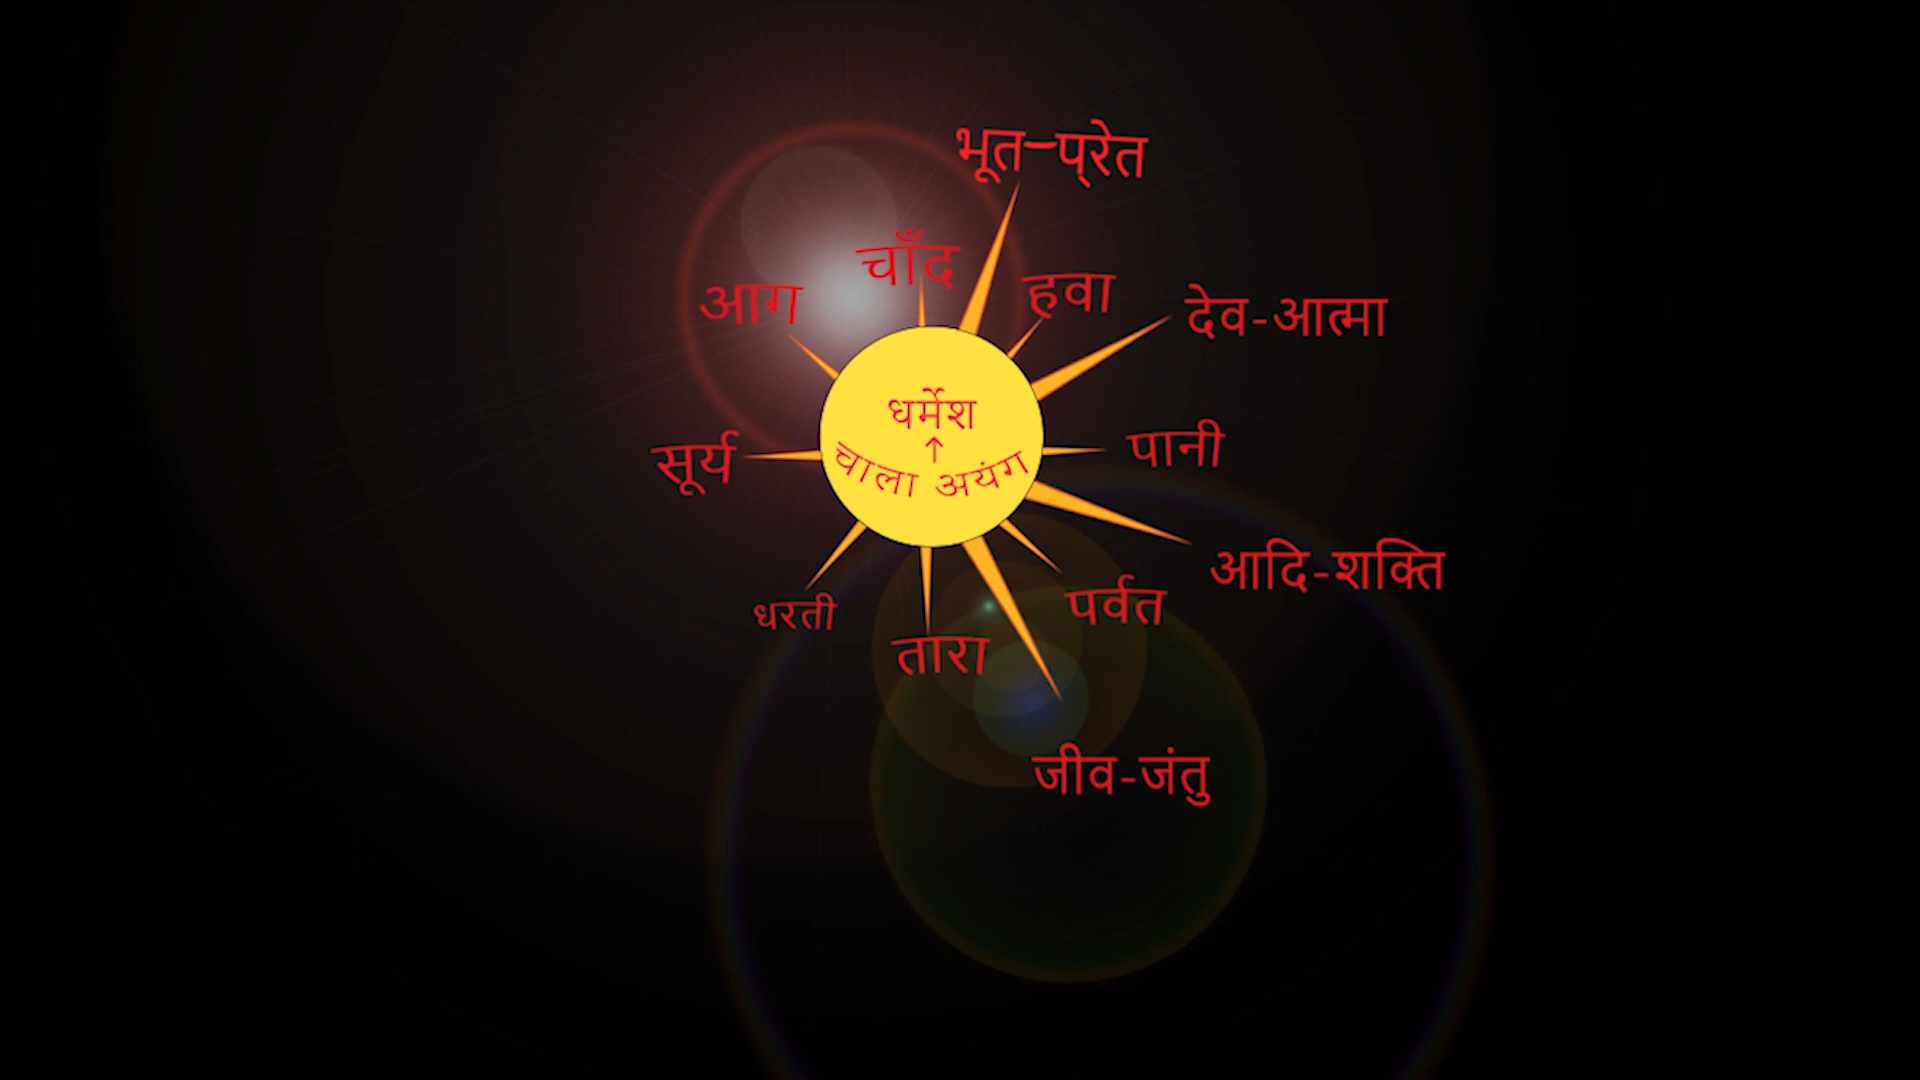 भूत-प्रेत
चाँद
हवा
आग
देव-आत्मा
धर्मेश
↑
चाला अयंग
सूर्य
पानी
आदि-शक्ति
धरती
पर्वत
तारा
जीव-जंतु